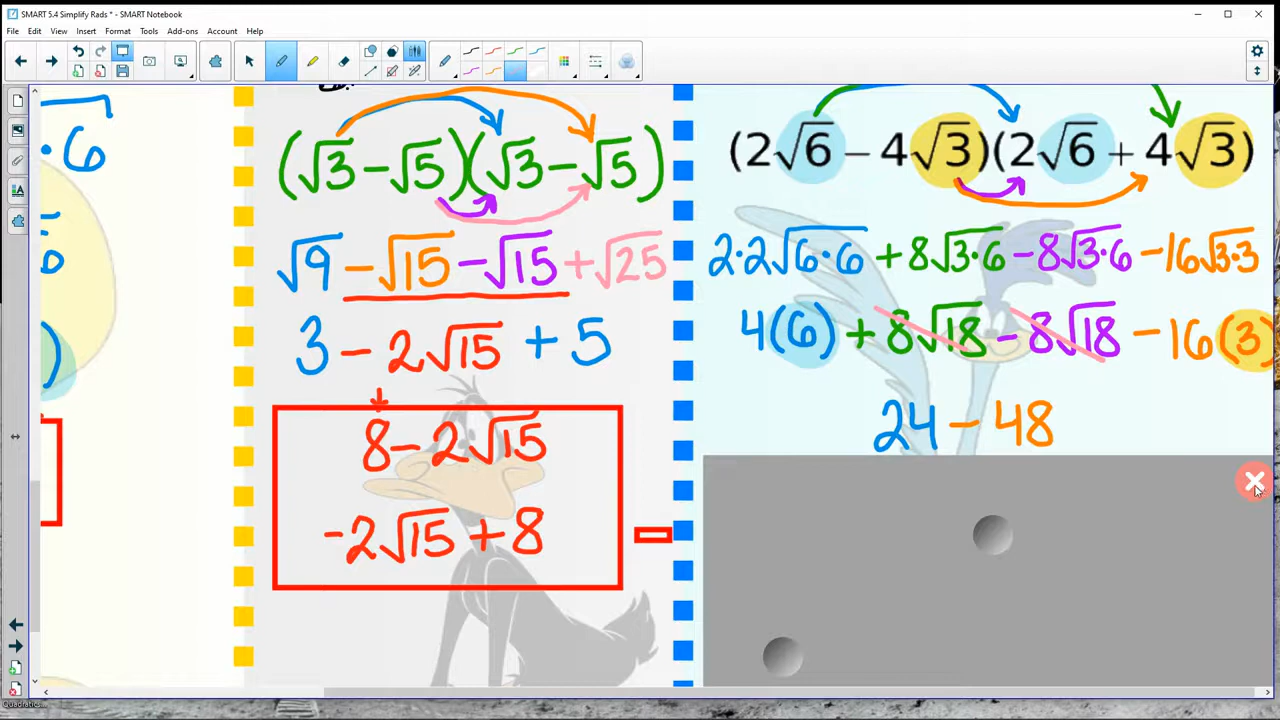 SMART 5.4 Simplify Rads * - SMART Notebook
File Edit View Insert Format Tools Add-ons Account Help
· 6
(√3 − √5)(√3 − √5)
√9 − √15 − √15 + √25
3 − 2√15 + 5
8 − 2√15
-2√15 + 8
(2√6 − 4√3)(2√6 + 4√3)
2·2√6·6 + 8√3·6 − 8√3·6 − 16√3·3
4(6) + 8√18 − 8√18 − 16(3)
24 − 48
Quadratics...